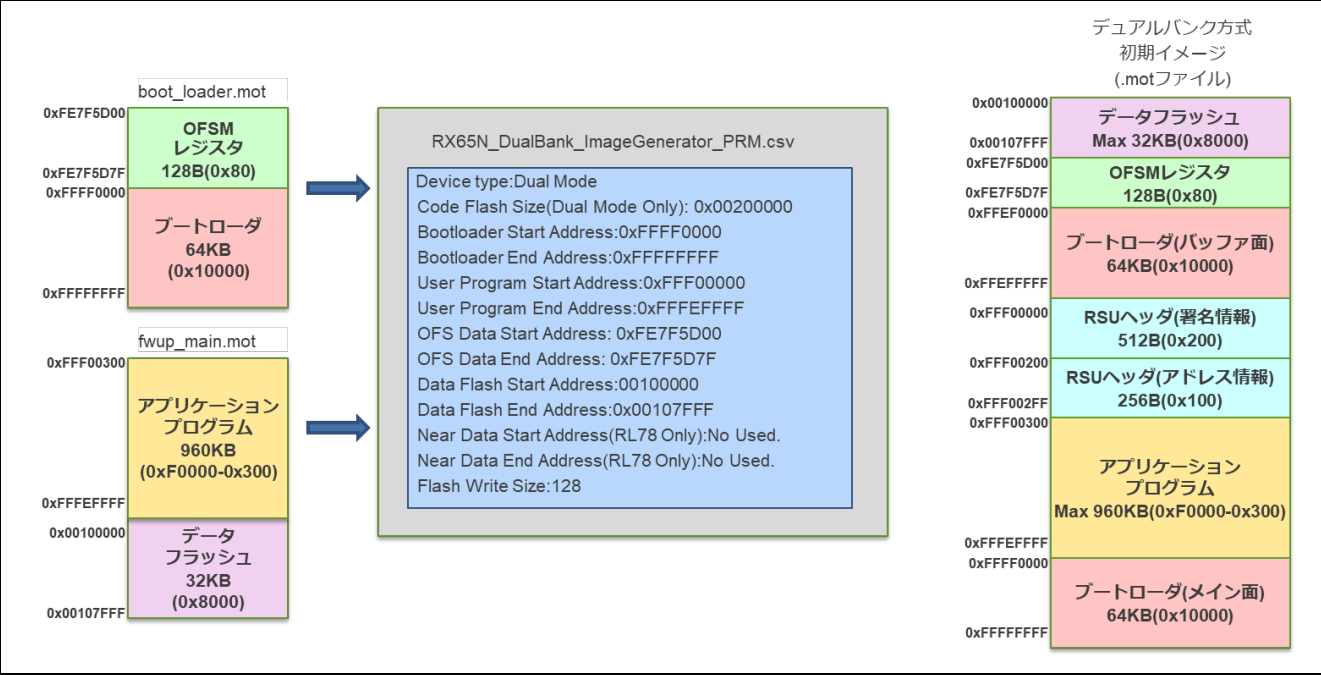 boot_loader.mot
0xFE7F5D00
OFSM
レジスタ
128B(0x80)
0xFE7F5D7F
0xFFFF0000
ブートローダ
64KB
(0x10000)
0xFFFFFFFF
fwup_main.mot
0xFFF00300
アプリケーション
プログラム
960KB
(0xF0000-0x300)
0xFFFEFFFF
0x00100000
データ
フラッシュ
32KB
(0x8000)
0x00107FFF
RX65N_DualBank_ImageGenerator_PRM.csv
Device type:Dual Mode
Code Flash Size(Dual Mode Only): 0x00200000
Bootloader Start Address:0xFFFF0000
Bootloader End Address:0xFFFFFFFF
User Program Start Address:0xFFF00000
User Program End Address:0xFFFEFFFF
OFS Data Start Address: 0xFE7F5D00
OFS Data End Address: 0xFE7F5D7F
Data Flash Start Address:00100000
Data Flash End Address:0x00107FFF
Near Data Start Address(RL78 Only):No Used.
Near Data End Address(RL78 Only):No Used.
Flash Write Size:128
デュアルバンク方式
初期イメージ
(.motファイル)
0x00100000
データフラッシュ
Max 32KB(0x8000)
0x00107FFF
0xFE7F5D00
OFSMレジスタ
128B(0x80)
0xFE7F5D7F
0xFFEF0000
ブートローダ(バッファ面)
64KB(0x10000)
0xFFEFFFFF
0xFFF00000
RSUヘッダ(署名情報)
512B(0x200)
0xFFF00200
RSUヘッダ(アドレス情報)
256B(0x100)
0xFFF002FF
0xFFF00300
アプリケーション
プログラム
Max 960KB(0xF0000-0x300)
0xFFFEFFFF
0xFFFF0000
ブートローダ(メイン面)
64KB(0x10000)
0xFFFFFFFF